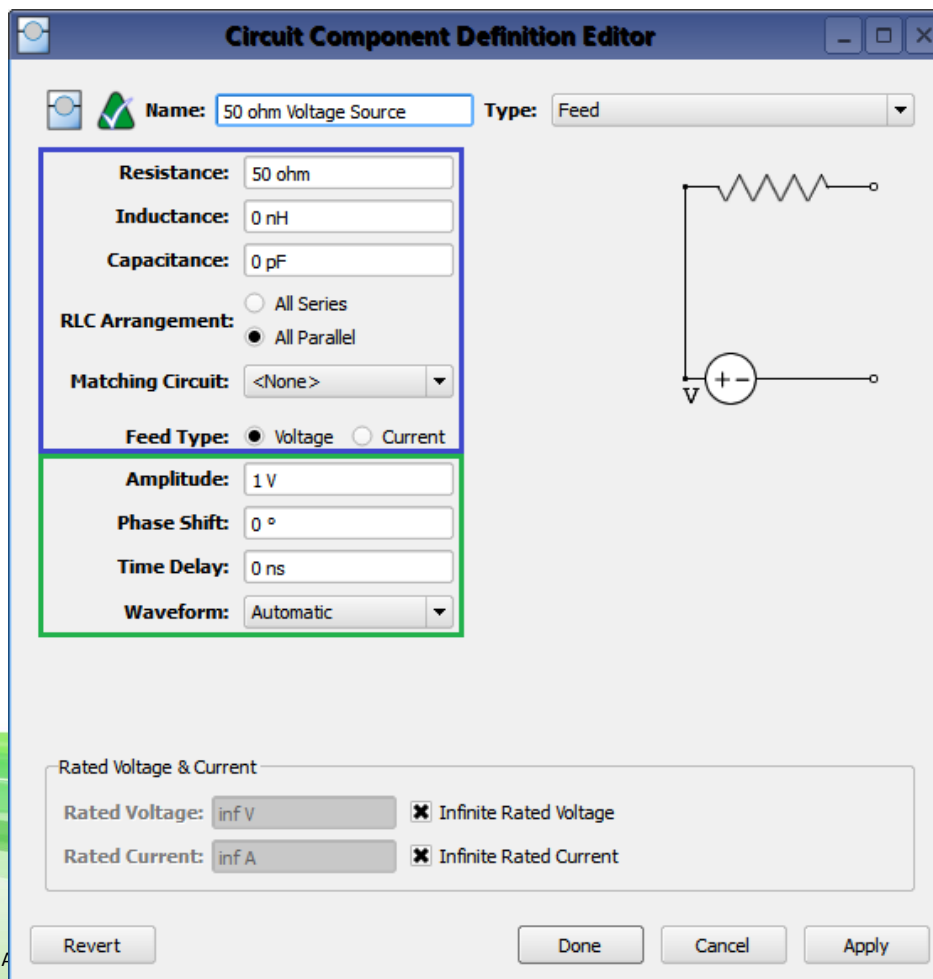 Circuit Component Definition Editor
Name: 50 ohm Voltage Source Type: Feed
Resistance: 50 ohm
Inductance: 0 nH
Capacitance: 0 pF
RLC Arrangement: All Series
All Parallel
Matching Circuit: <None>
Feed Type: Voltage Current
Amplitude: 1 V
Phase Shift: 0 °
Time Delay: 0 ns
Waveform: Automatic
V + -
Rated Voltage & Current
Rated Voltage: inf V Infinite Rated Voltage
Rated Current: inf A Infinite Rated Current
Revert Done Cancel Apply